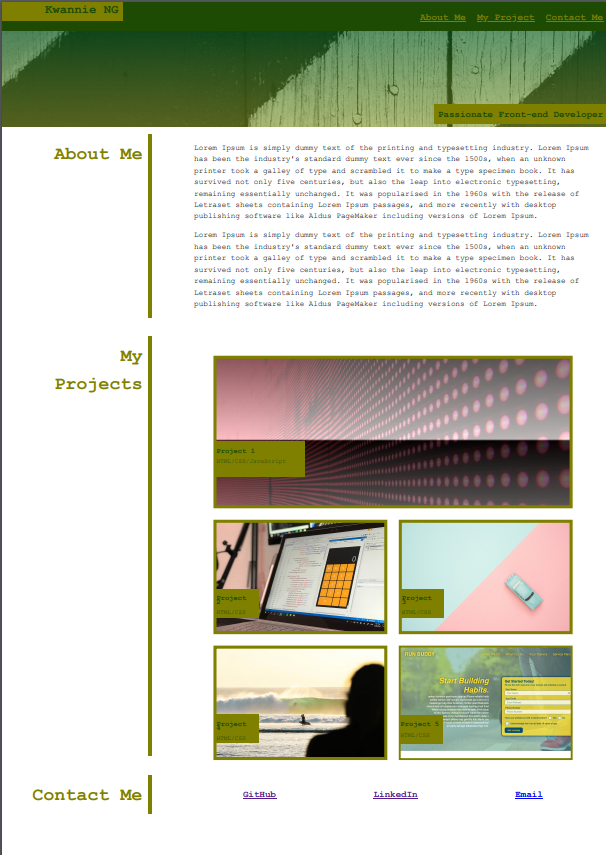 Kwannie NG
About Me My Project Contact Me
Passionate Front-end Developer
About Me
Lorem Ipsum is simply dummy text of the printing and typesetting industry. Lorem Ipsum
has been the industry's standard dummy text ever since the 1500s, when an unknown
printer took a galley of type and scrambled it to make a type specimen book. It has
survived not only five centuries, but also the leap into electronic typesetting,
remaining essentially unchanged. It was popularised in the 1960s with the release of
Letraset sheets containing Lorem Ipsum passages, and more recently with desktop
publishing software like Aldus PageMaker including versions of Lorem Ipsum.
Lorem Ipsum is simply dummy text of the printing and typesetting industry. Lorem Ipsum
has been the industry's standard dummy text ever since the 1500s, when an unknown
printer took a galley of type and scrambled it to make a type specimen book. It has
survived not only five centuries, but also the leap into electronic typesetting,
remaining essentially unchanged. It was popularised in the 1960s with the release of
Letraset sheets containing Lorem Ipsum passages, and more recently with desktop
publishing software like Aldus PageMaker including versions of Lorem Ipsum.
My
Projects
Project 1
HTML/CSS/JavaScript
Project
HTML/CSS
Project
HTML/CSS
Project
HTML/CSS
RUN BUDDY
Start Building
Habits.
Get Started Today!
Project 5
HTML/CSS
Contact Me
GitHub
LinkedIn
Email